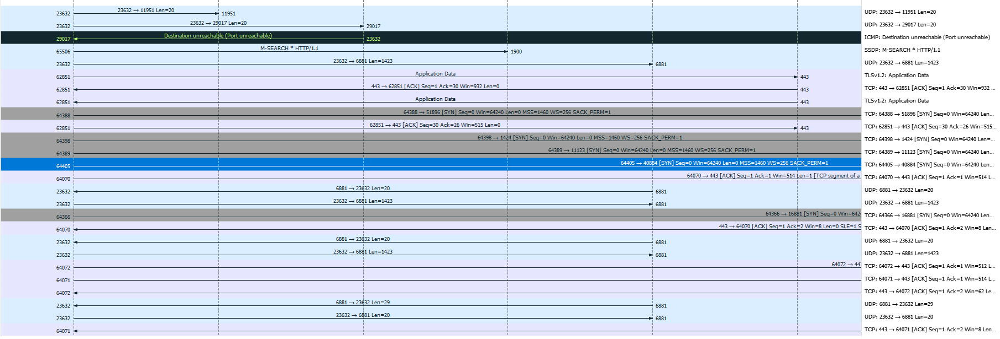 23632 23632 → 11951 Len=20 11951 UDP: 23632 → 11951 Len=20
23632 23632 → 29017 Len=20 29017 UDP: 23632 → 29017 Len=20
29017 Destination unreachable (Port unreachable) 23632 ICMP: Destination unreachable (Port unreachable)
65506 M-SEARCH * HTTP/1.1 1900 SSDP: M-SEARCH * HTTP/1.1
23632 23632 → 6881 Len=1423 6881 UDP: 23632 → 6881 Len=1423
62851 Application Data 443 TLSv1.2: Application Data
62851 443 → 62851 [ACK] Seq=1 Ack=30 Win=932 Len=0 443 TCP: 443 → 62851 [ACK] Seq=1 Ack=30 Win=932 ...
62851 Application Data 443 TLSv1.2: Application Data
64388 64388 → 51896 [SYN] Seq=0 Win=64240 Len=0 MSS=1460 WS=256 SACK_PERM=1 TCP: 64388 → 51896 [SYN] Seq=0 Win=64240 Len...
62851 62851 → 443 [ACK] Seq=30 Ack=26 Win=515 Len=0 443 TCP: 62851 → 443 [ACK] Seq=30 Ack=26 Win=515...
64398 64398 → 1424 [SYN] Seq=0 Win=64240 Len=0 MSS=1460 WS=256 SACK_PERM=1 TCP: 64398 → 1424 [SYN] Seq=0 Win=64240 Len=...
64389 64389 → 11123 [SYN] Seq=0 Win=64240 Len=0 MSS=1460 WS=256 SACK_PERM=1 TCP: 64389 → 11123 [SYN] Seq=0 Win=64240 Len...
64405 64405 → 40884 [SYN] Seq=0 Win=64240 Len=0 MSS=1460 WS=256 SACK_PERM=1 TCP: 64405 → 40884 [SYN] Seq=0 Win=64240 Len...
64070 64070 → 443 [ACK] Seq=1 Ack=1 Win=514 Len=1 [TCP segment of a TCP: 64070 → 443 [ACK] Seq=1 Ack=1 Win=514 L...
23632 6881 → 23632 Len=20 6881 UDP: 6881 → 23632 Len=20
23632 23632 → 6881 Len=1423 6881 UDP: 23632 → 6881 Len=1423
64366 64366 → 16881 [SYN] Seq=0 Win=642 TCP: 64366 → 16881 [SYN] Seq=0 Win=64240 Len...
64070 443 → 64070 [ACK] Seq=1 Ack=2 Win=8 Len=0 SLE=1 S TCP: 443 → 64070 [ACK] Seq=1 Ack=2 Win=8 Len...
23632 6881 → 23632 Len=20 6881 UDP: 6881 → 23632 Len=20
23632 23632 → 6881 Len=1423 6881 UDP: 23632 → 6881 Len=1423
64072 64072 → 443 TCP: 64072 → 443 [ACK] Seq=1 Ack=1 Win=512 L...
64071 TCP: 64071 → 443 [ACK] Seq=1 Ack=1 Win=514 L...
64072 TCP: 443 → 64072 [ACK] Seq=1 Ack=2 Win=62 Le...
23632 6881 → 23632 Len=29 6881 UDP: 6881 → 23632 Len=29
23632 23632 → 6881 Len=20 6881 UDP: 23632 → 6881 Len=20
64071 TCP: 443 → 64071 [ACK] Seq=1 Ack=2 Win=8 Len...